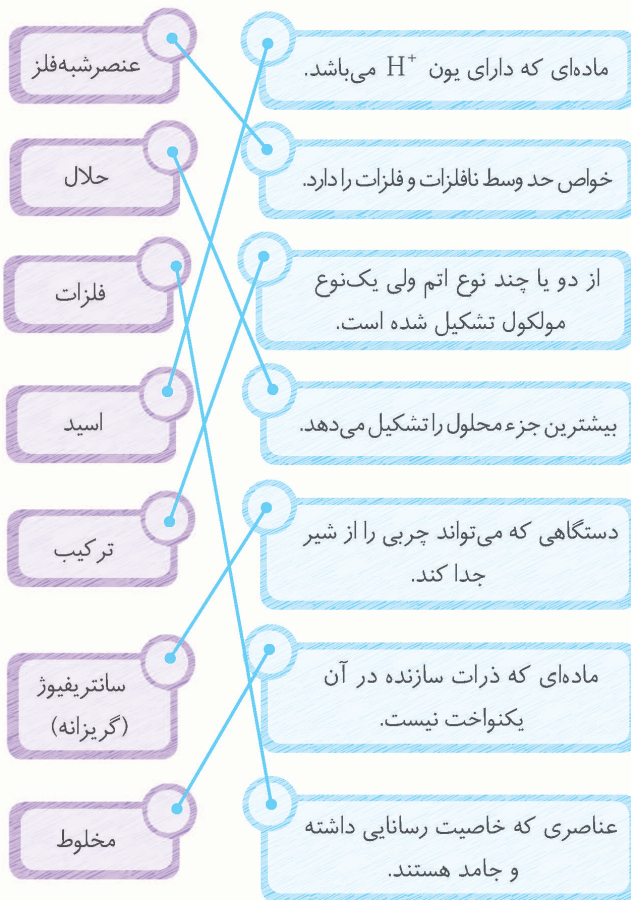 ماده‌ای که دارای یون H⁺ می‌باشد.
عنصر شبه‌فلز
خواص حد وسط نافلزات و فلزات را دارد.
حلال
از دو یا چند نوع اتم ولی یک‌نوع
مولکول تشکیل شده است.
فلزات
بیشترین جزء محلول را تشکیل می‌دهد.
اسید
دستگاهی که می‌تواند چربی را از شیر
جدا کند.
ترکیب
ماده‌ای که ذرات سازنده در آن
یکنواخت نیست.
سانتریفیوژ
(گریزانه)
عناصری که خاصیت رسانایی داشته
و جامد هستند.
مخلوط